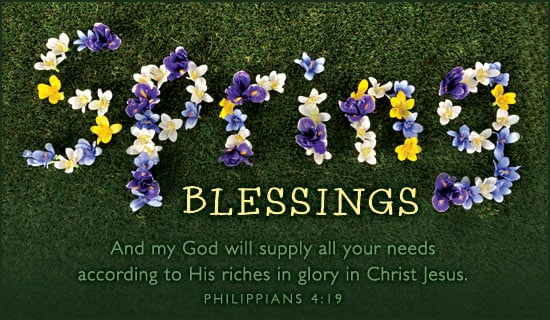 Spring
BLESSINGS
And my God will supply all your needs
according to His riches in glory in Christ Jesus.
PHILIPPIANS 4:19